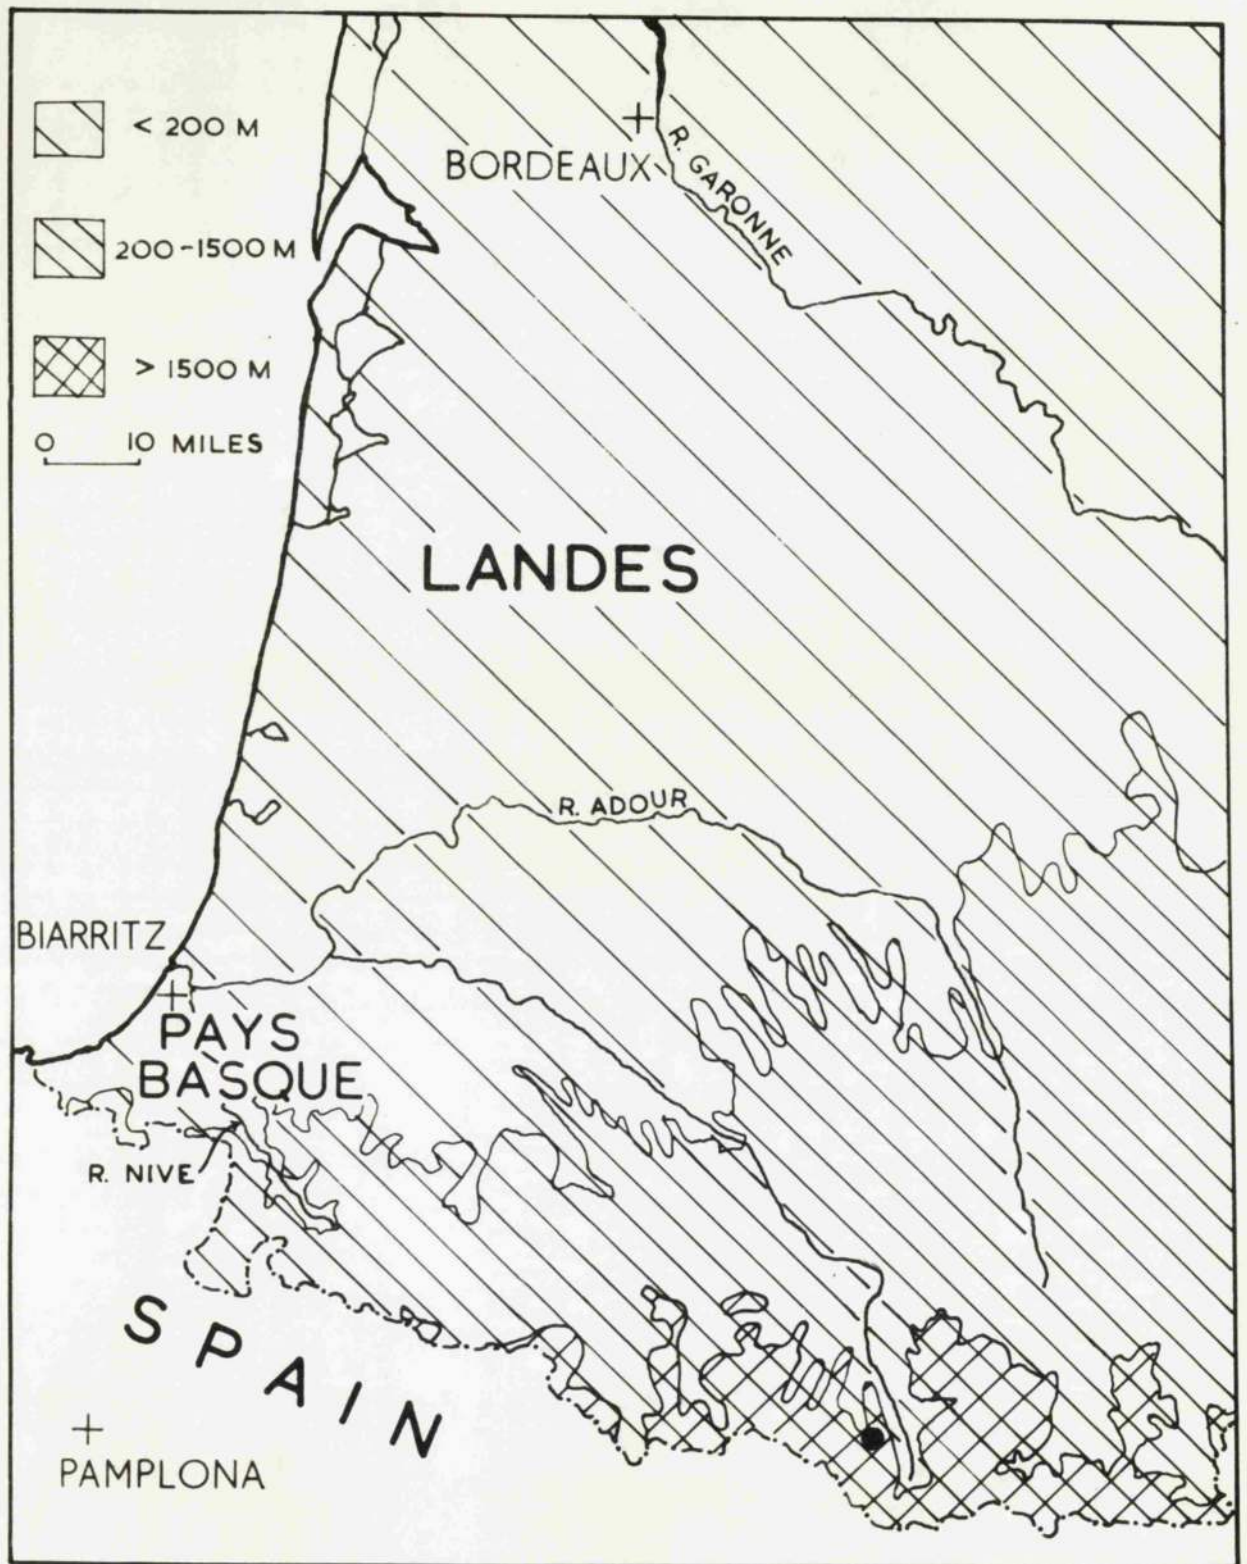 < 200 M
200-1500 M
> 1500 M
0 10 MILES
BORDEAUX
R. GARONNE
LANDES
R. ADOUR
BIARRITZ
PAYS
BASQUE
R. NIVE
SPAIN
PAMPLONA